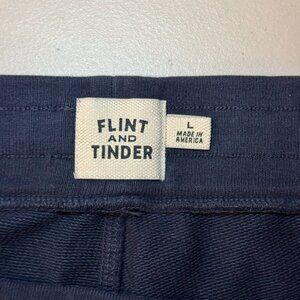 FLINT
AND
TINDER
L
MADE IN
AMERICA